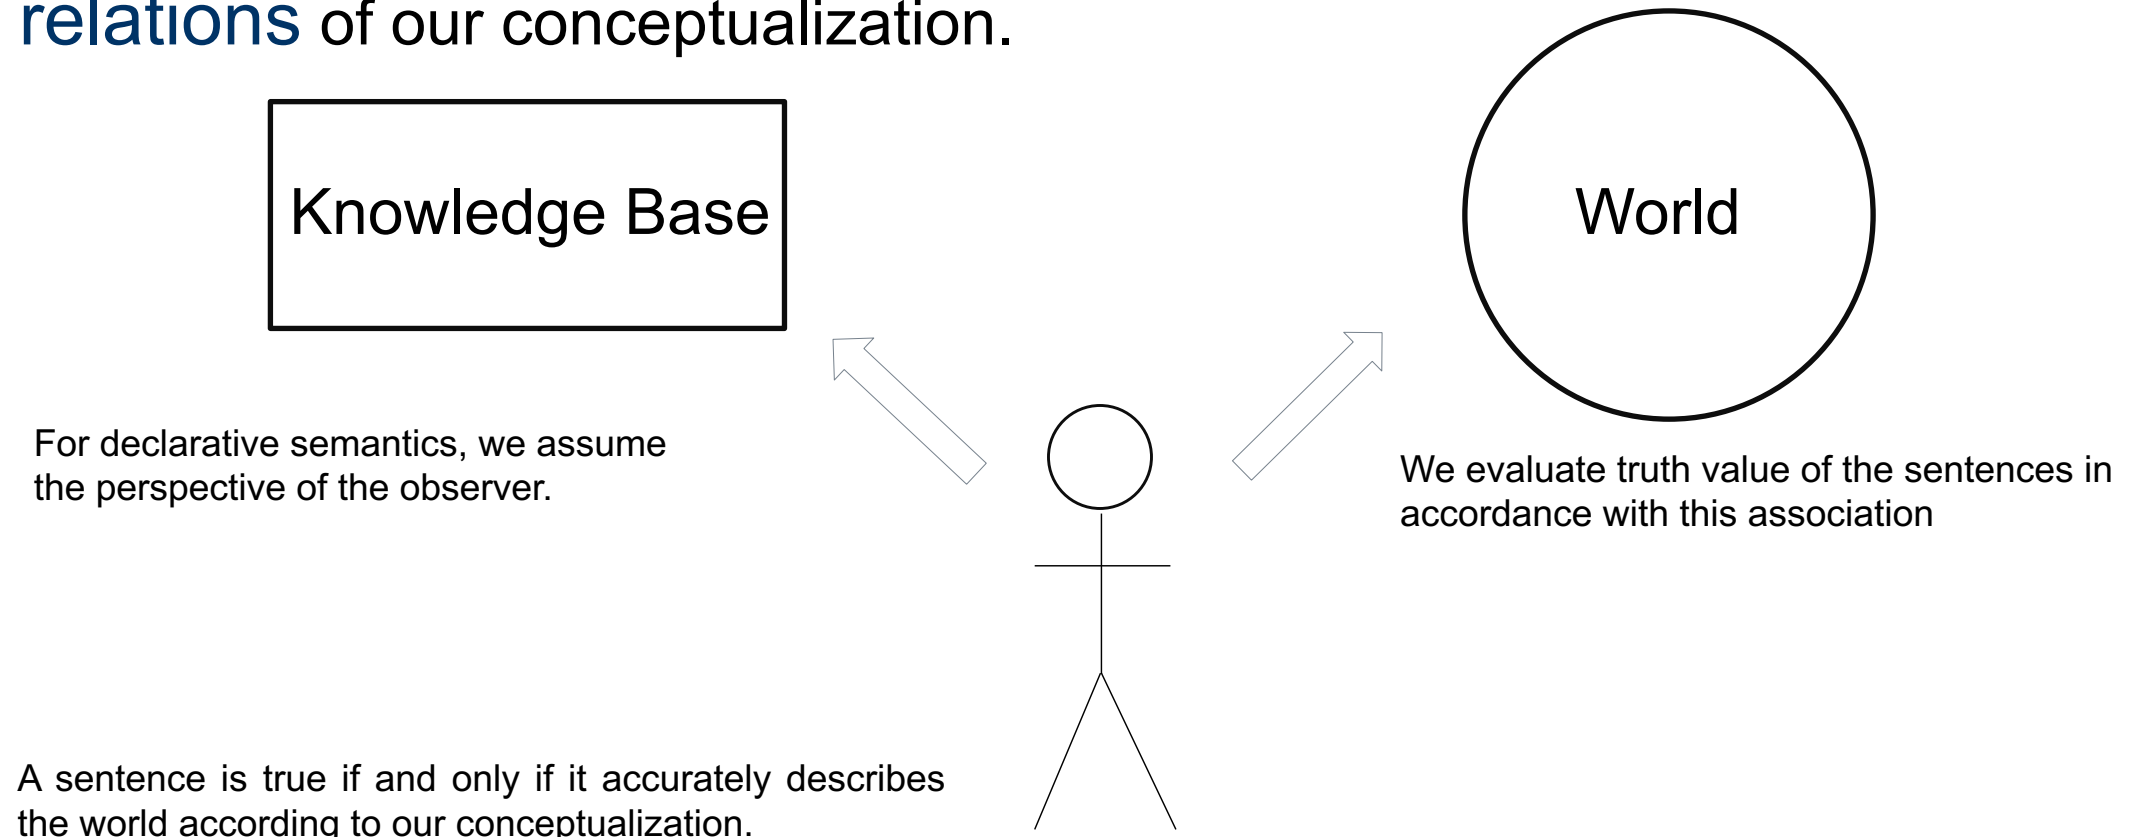 relations of our conceptualization.
Knowledge Base
World
For declarative semantics, we assume
the perspective of the observer.
We evaluate truth value of the sentences in
accordance with this association
A sentence is true if and only if it accurately describes
the world according to our conceptualization.